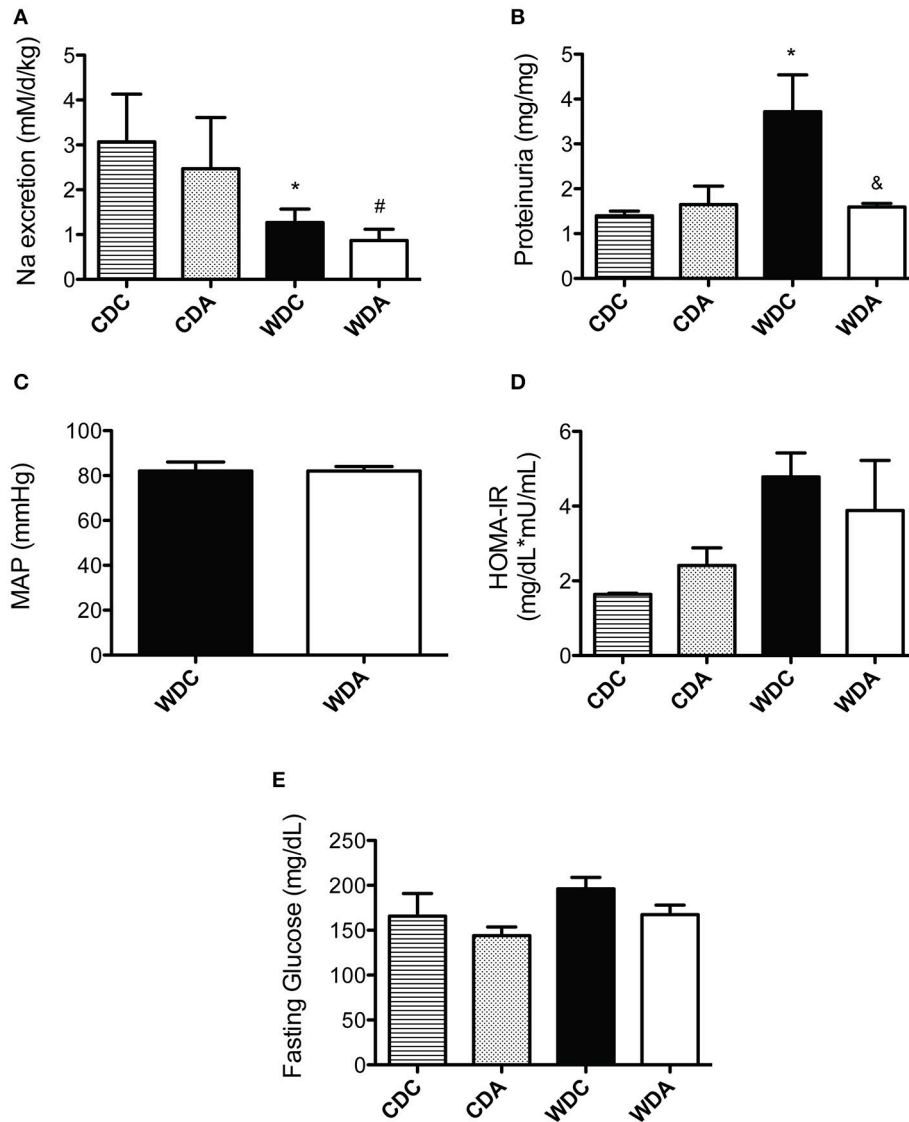 A
Na excretion (mM/d/kg)
5
4
3
2
1
0
*
#
CDC
CDA
WDC
WDA
B
Proteinuria (mg/mg)
5
4
3
2
1
0
*
&
CDC
CDA
WDC
WDA
C
MAP (mmHg)
100
80
60
40
20
0
WDC
WDA
D
HOMA-IR
(mg/dL*mU/mL)
6
4
2
0
CDC
CDA
WDC
WDA
E
Fasting Glucose (mg/dL)
250
200
150
100
50
0
CDC
CDA
WDC
WDA